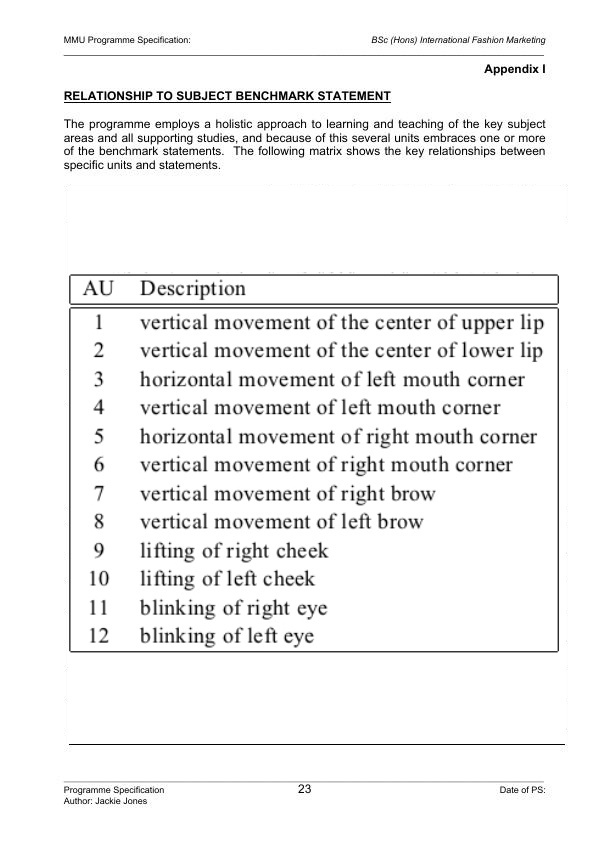 MMU Programme Specification: BSc (Hons) International Fashion Marketing
Appendix I
RELATIONSHIP TO SUBJECT BENCHMARK STATEMENT
The programme employs a holistic approach to learning and teaching of the key subject
areas and all supporting studies, and because of this several units embraces one or more
of the benchmark statements. The following matrix shows the key relationships between
specific units and statements.
AU Description
1 vertical movement of the center of upper lip
2 vertical movement of the center of lower lip
3 horizontal movement of left mouth corner
4 vertical movement of left mouth corner
5 horizontal movement of right mouth corner
6 vertical movement of right mouth corner
7 vertical movement of right brow
8 vertical movement of left brow
9 lifting of right cheek
10 lifting of left cheek
11 blinking of right eye
12 blinking of left eye
Programme Specification 23 Date of PS:
Author: Jackie Jones